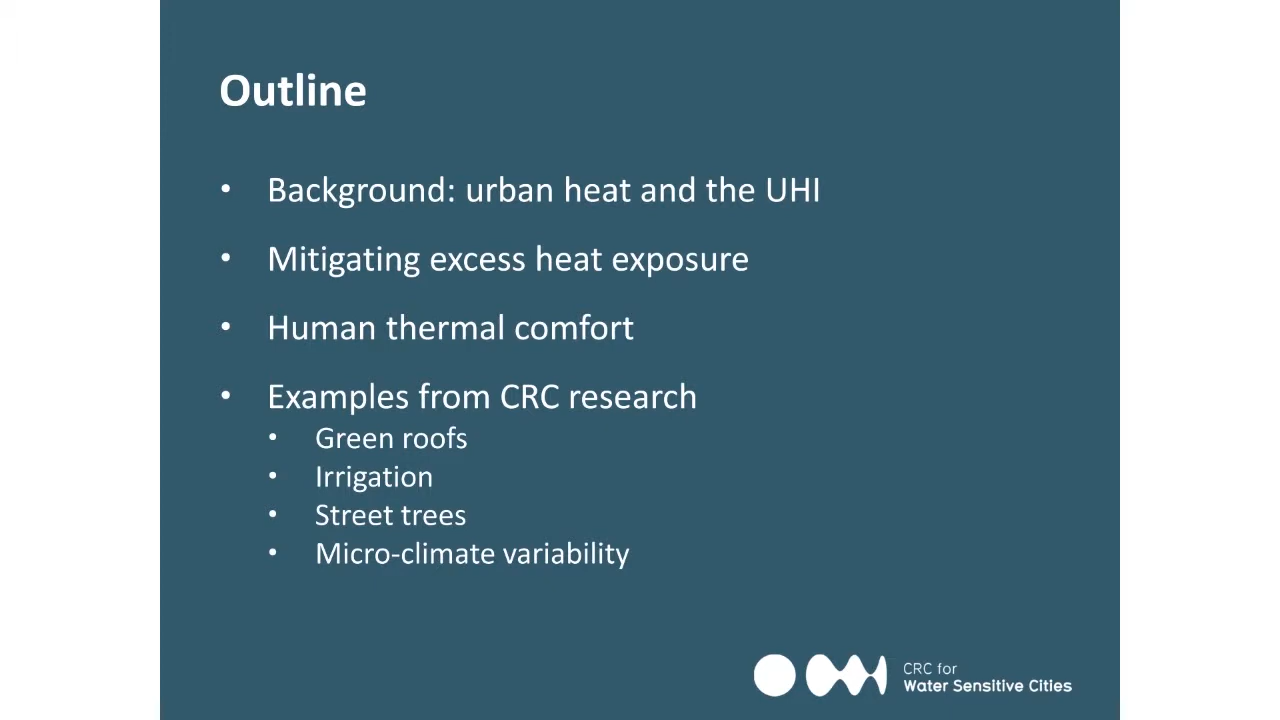 Outline
• Background: urban heat and the UHI
• Mitigating excess heat exposure
• Human thermal comfort
• Examples from CRC research
• Green roofs
• Irrigation
• Street trees
• Micro-climate variability
CRC for
Water Sensitive Cities